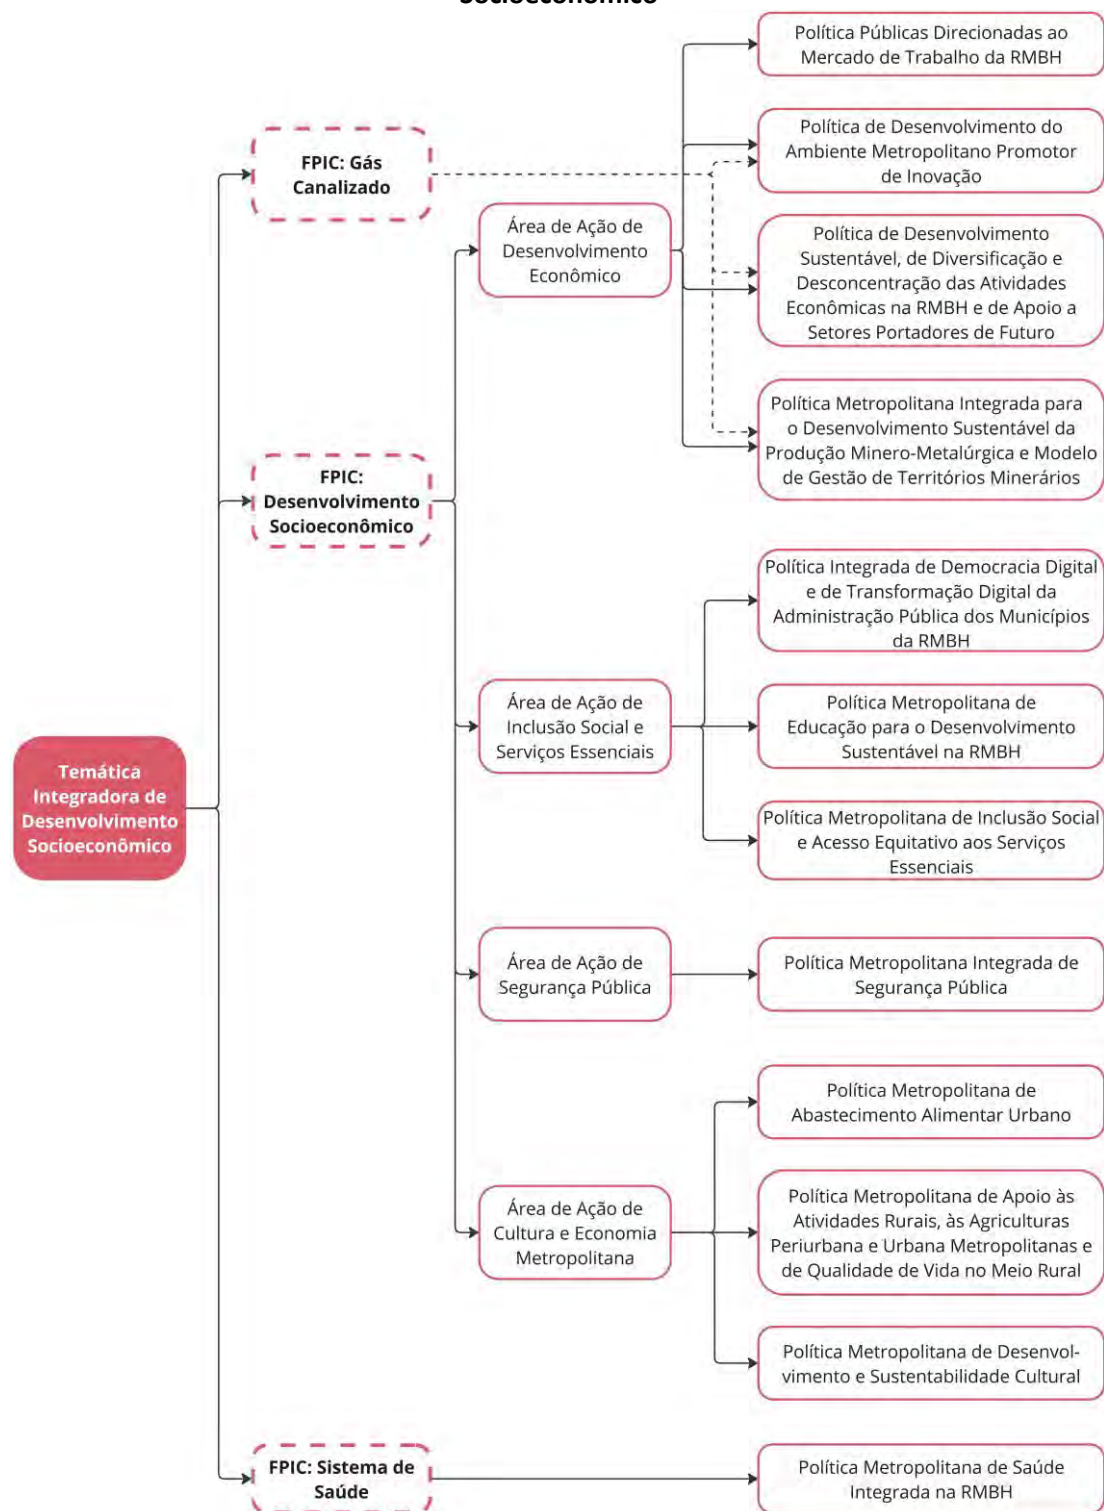 Socioeconômico
Política Públicas Direcionadas ao
Mercado de Trabalho da RMBH
FPIC: Gás
Canalizado
Política de Desenvolvimento do
Ambiente Metropolitano Promotor
de Inovação
Área de Ação de
Desenvolvimento
Econômico
Política de Desenvolvimento
Sustentável, de Diversificação e
Desconcentração das Atividades
Econômicas na RMBH e de Apoio a
Setores Portadores de Futuro
Política Metropolitana Integrada para
o Desenvolvimento Sustentável da
Produção Minero-Metalúrgica e Modelo
de Gestão de Territórios Minerários
FPIC:
Desenvolvimento
Socioeconômico
Política Integrada de Democracia Digital
e de Transformação Digital da
Administração Pública dos Municípios
da RMBH
Área de Ação de
Inclusão Social e
Serviços Essenciais
Política Metropolitana de
Educação para o Desenvolvimento
Sustentável na RMBH
Temática
Integradora de
Desenvolvimento
Socioeconômico
Política Metropolitana de Inclusão Social
e Acesso Equitativo aos Serviços
Essenciais
Área de Ação de
Segurança Pública
Política Metropolitana Integrada de
Segurança Pública
Política Metropolitana de
Abastecimento Alimentar Urbano
Área de Ação de
Cultura e Economia
Metropolitana
Política Metropolitana de Apoio às
Atividades Rurais, às Agriculturas
Periurbana e Urbana Metropolitanas e
de Qualidade de Vida no Meio Rural
Política Metropolitana de Desenvol-
vimento e Sustentabilidade Cultural
FPIC: Sistema de
Saúde
Política Metropolitana de Saúde
Integrada na RMBH